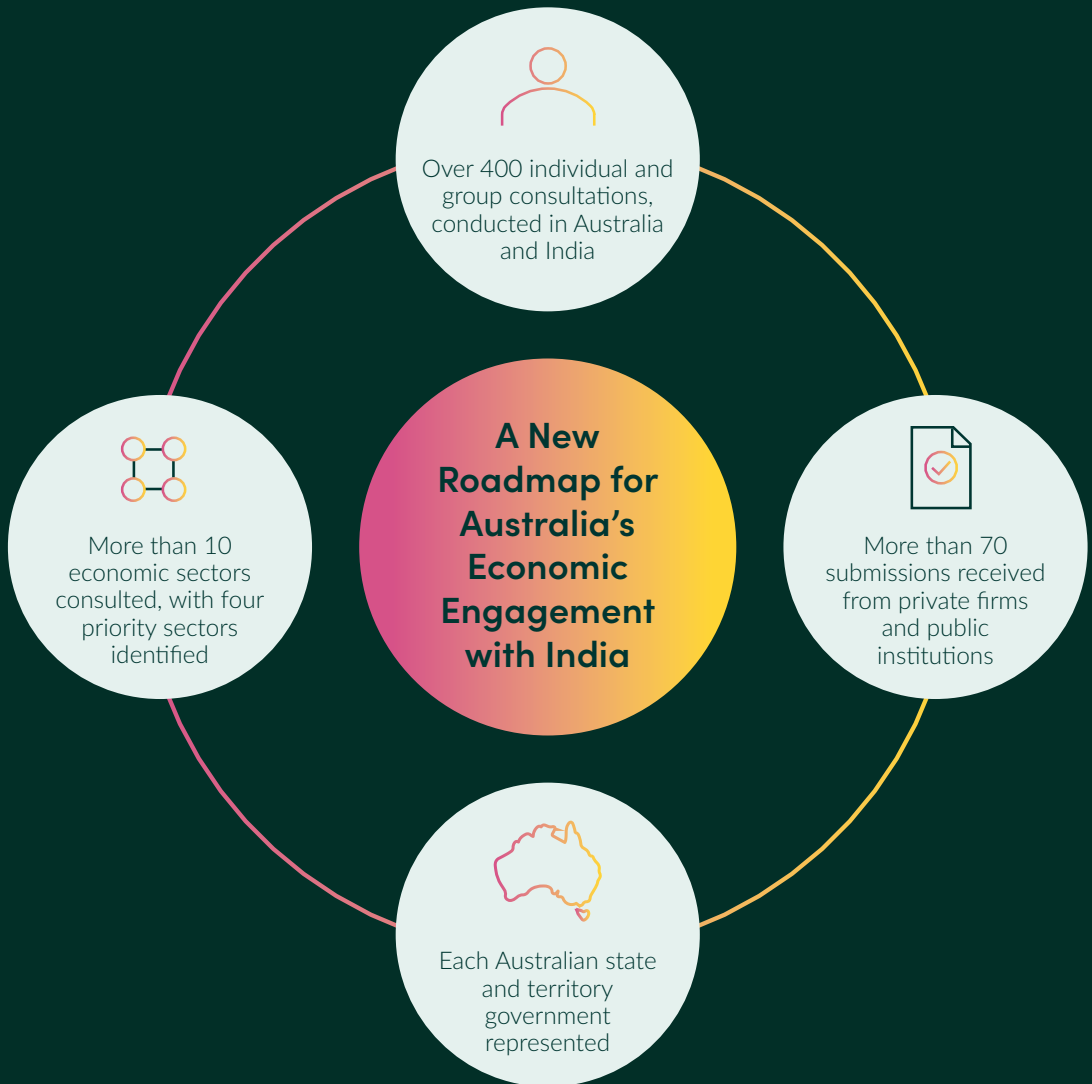 Over 400 individual and
group consultations,
conducted in Australia
and India
A New
Roadmap for
Australia’s
Economic
Engagement
with India
More than 10
economic sectors
consulted, with four
priority sectors
identified
More than 70
submissions received
from private firms
and public
institutions
Each Australian state
and territory
government
represented